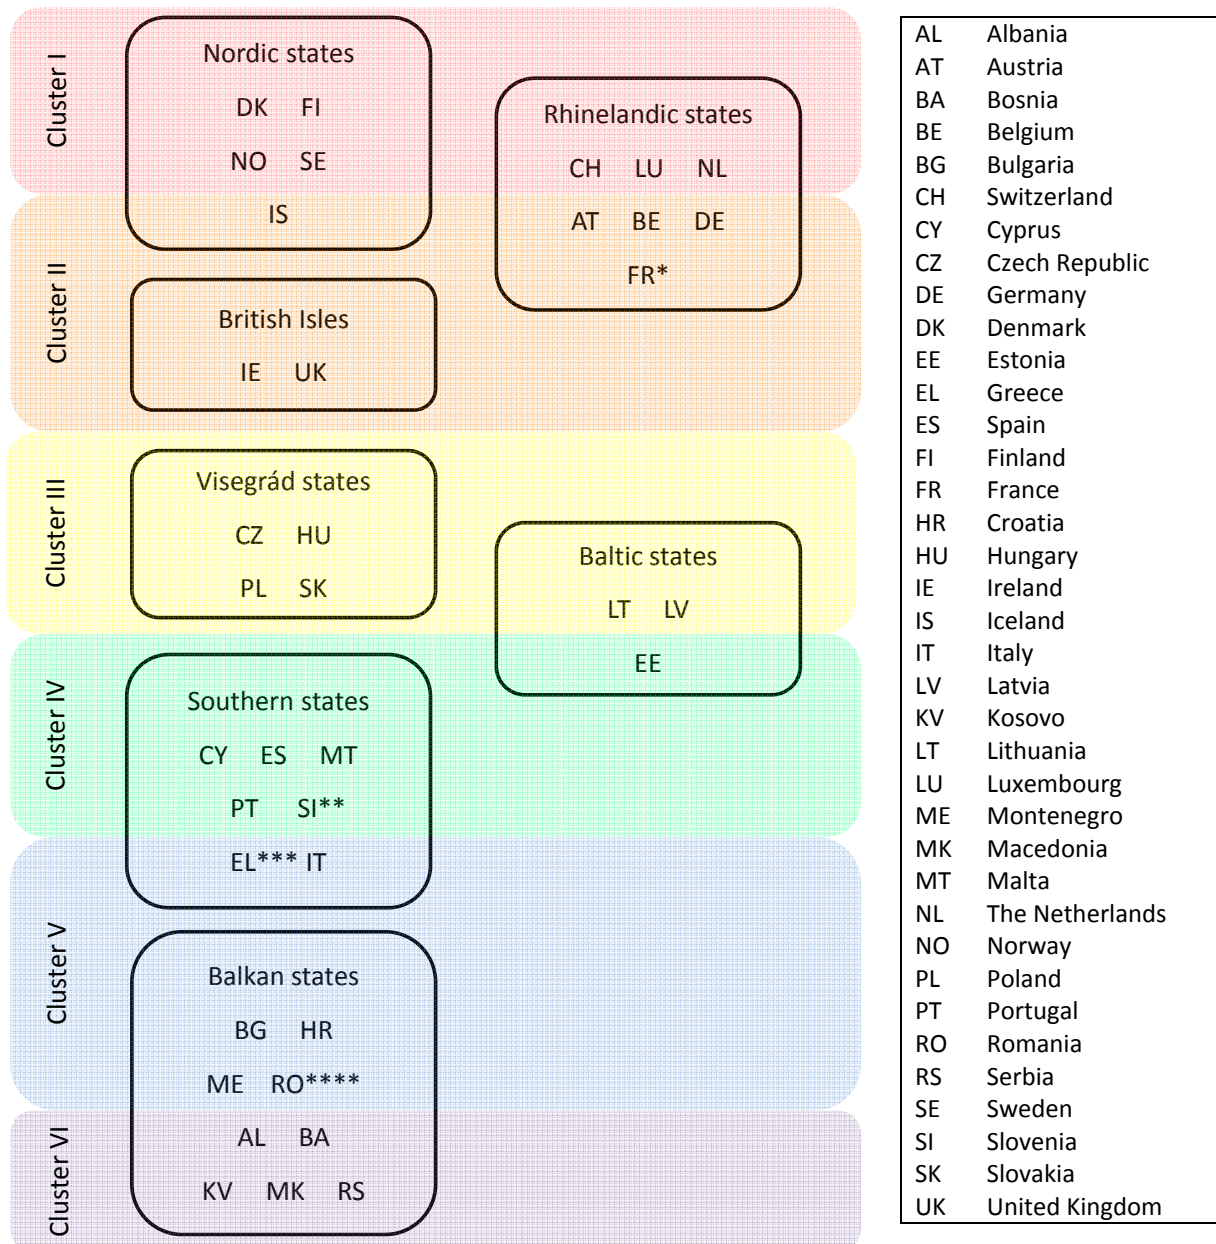 Cluster I
Nordic states
DK FI
NO SE
IS
Rhinelandic states
CH LU NL
AT BE DE
FR*
Cluster II
British Isles
IE UK
Cluster III
Visegrád states
CZ HU
PL SK
Baltic states
LT LV
EE
Cluster IV
Southern states
CY ES MT
PT SI**
EL*** IT
Cluster V
Balkan states
BG HR
ME RO****
AL BA
KV MK RS
Cluster VI
AL Albania
AT Austria
BA Bosnia
BE Belgium
BG Bulgaria
CH Switzerland
CY Cyprus
CZ Czech Republic
DE Germany
DK Denmark
EE Estonia
EL Greece
ES Spain
FI Finland
FR France
HR Croatia
HU Hungary
IE Ireland
IS Iceland
IT Italy
LV Latvia
KV Kosovo
LT Lithuania
LU Luxembourg
ME Montenegro
MK Macedonia
MT Malta
NL The Netherlands
NO Norway
PL Poland
PT Portugal
RO Romania
RS Serbia
SE Sweden
SI Slovenia
SK Slovakia
UK United Kingdom